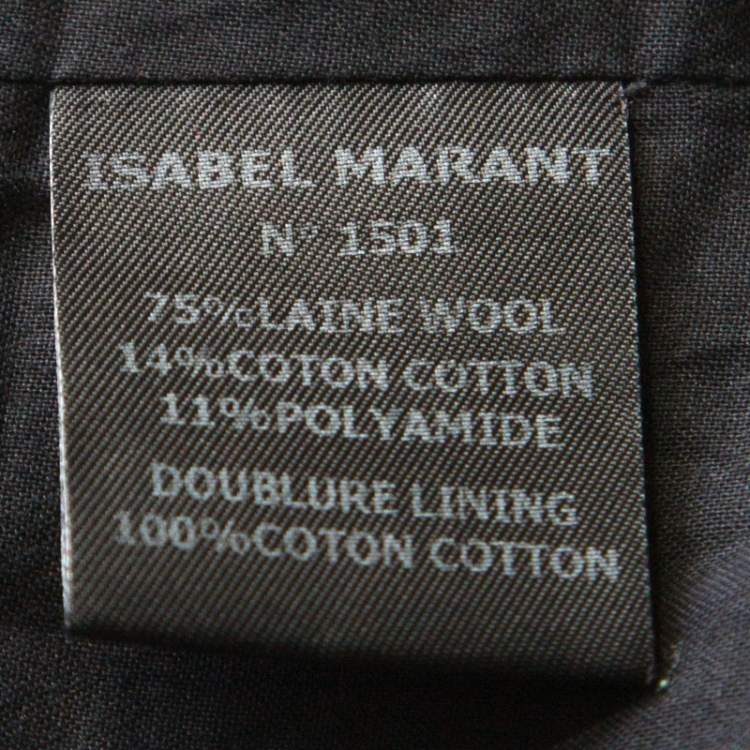 ISABEL MARANT
N° 1501
75%LAINE WOOL
14%COTON COTTON
11%POLYAMIDE
DOUBLURE LINING
100%COTON COTTON